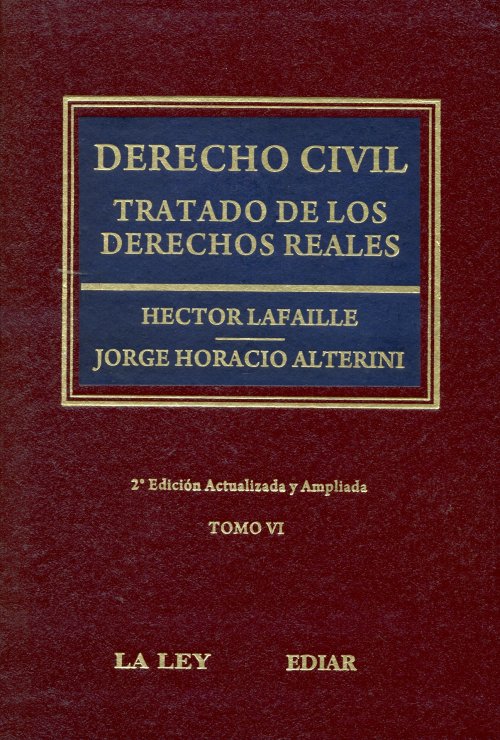 DERECHO CIVIL
TRATADO DE LOS
DERECHOS REALES
HECTOR LAFAILLE
JORGE HORACIO ALTERINI
2° Edición Actualizada y Ampliada
TOMO VI
LA LEY EDIAR